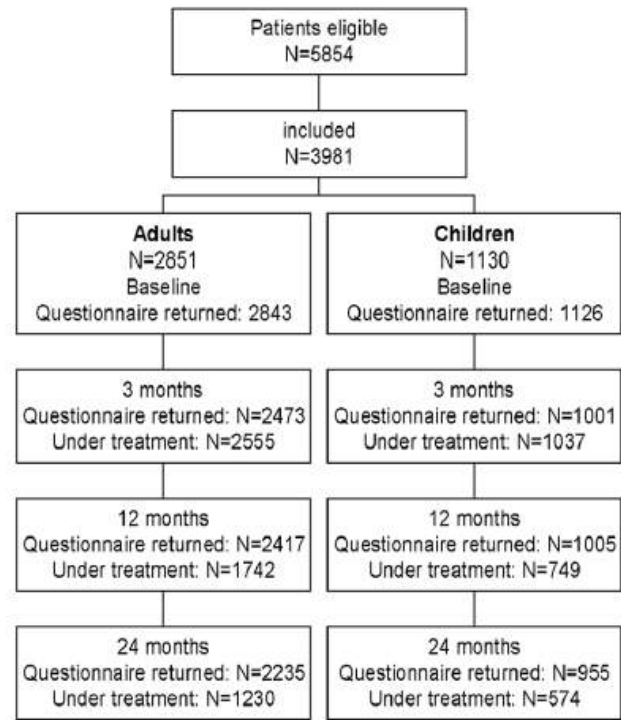 Patients eligible
N=5854
included
N=3981
Adults
N=2851
Baseline
Questionnaire returned: 2843
Children
N=1130
Baseline
Questionnaire returned: 1126
3 months
Questionnaire returned: N=2473
Under treatment: N=2555
3 months
Questionnaire returned: N=1001
Under treatment: N=1037
12 months
Questionnaire returned: N=2417
Under treatment: N=1742
12 months
Questionnaire returned: N=1005
Under treatment: N=749
24 months
Questionnaire returned: N=2235
Under treatment: N=1230
24 months
Questionnaire returned: N=955
Under treatment: N=574